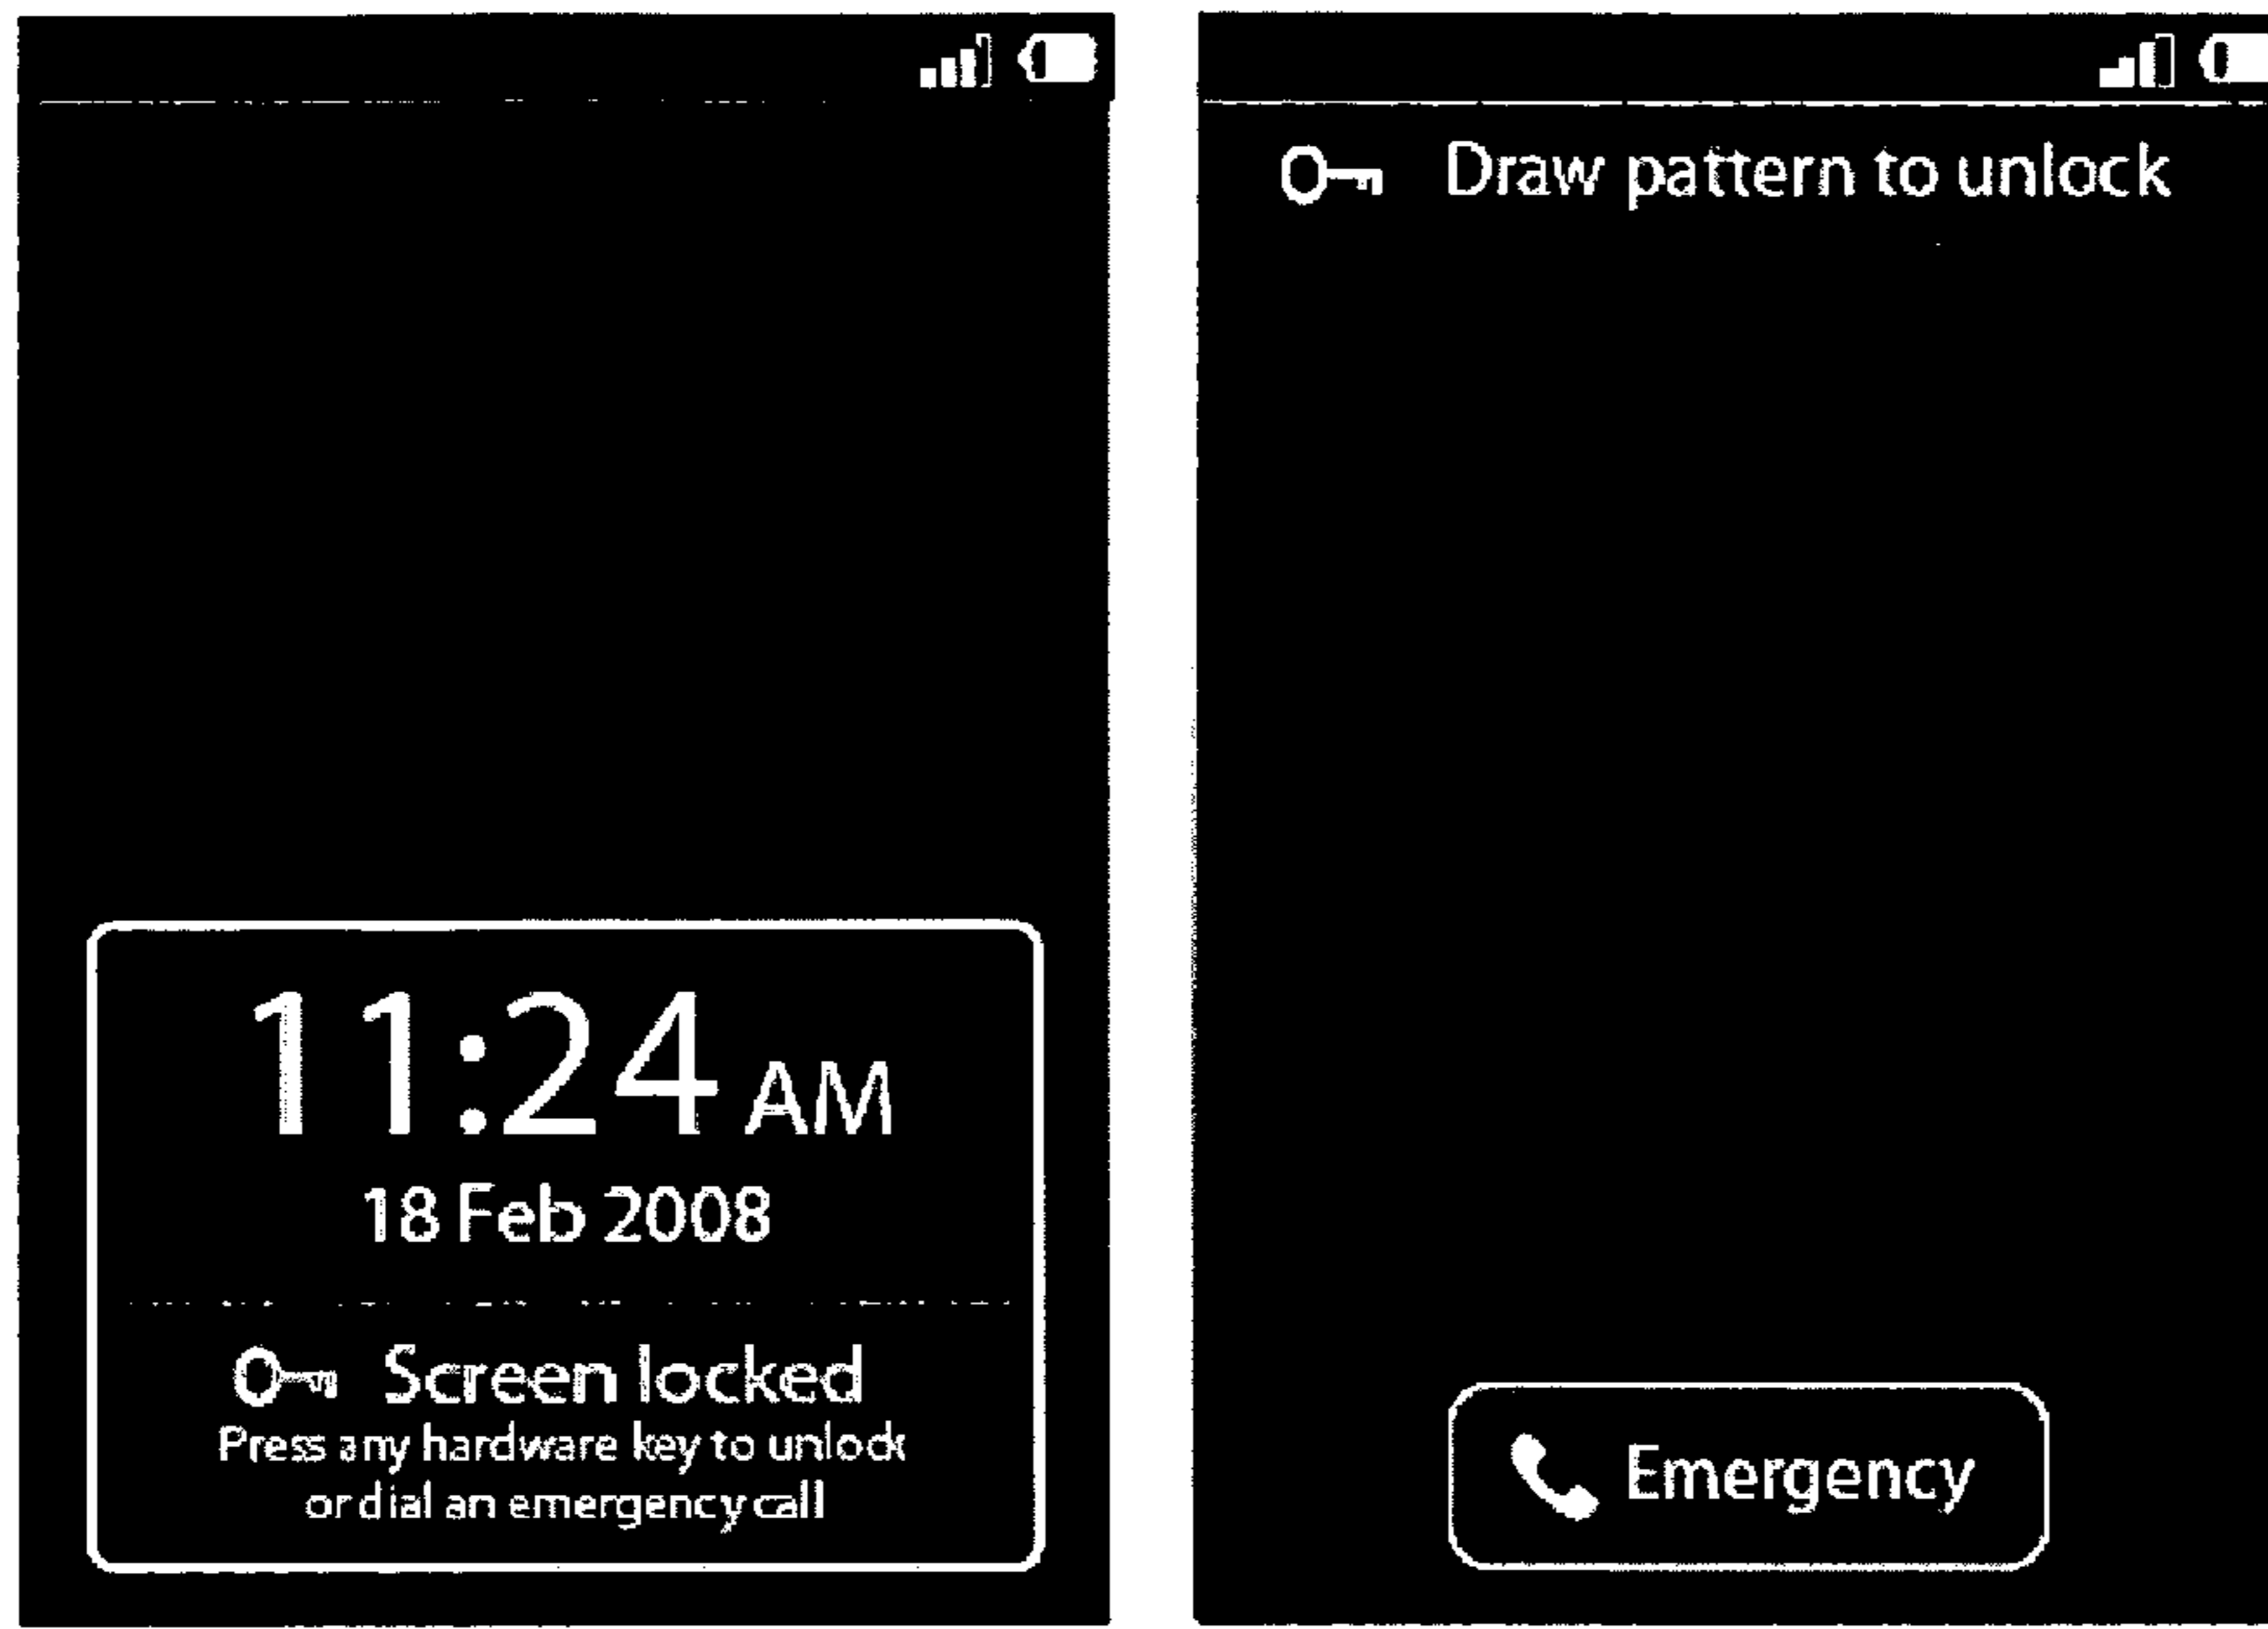 11:24 AM
18 Feb 2008
Screen locked
Press any hardware key to unlock
or dial an emergency call
Draw pattern to unlock
Emergency